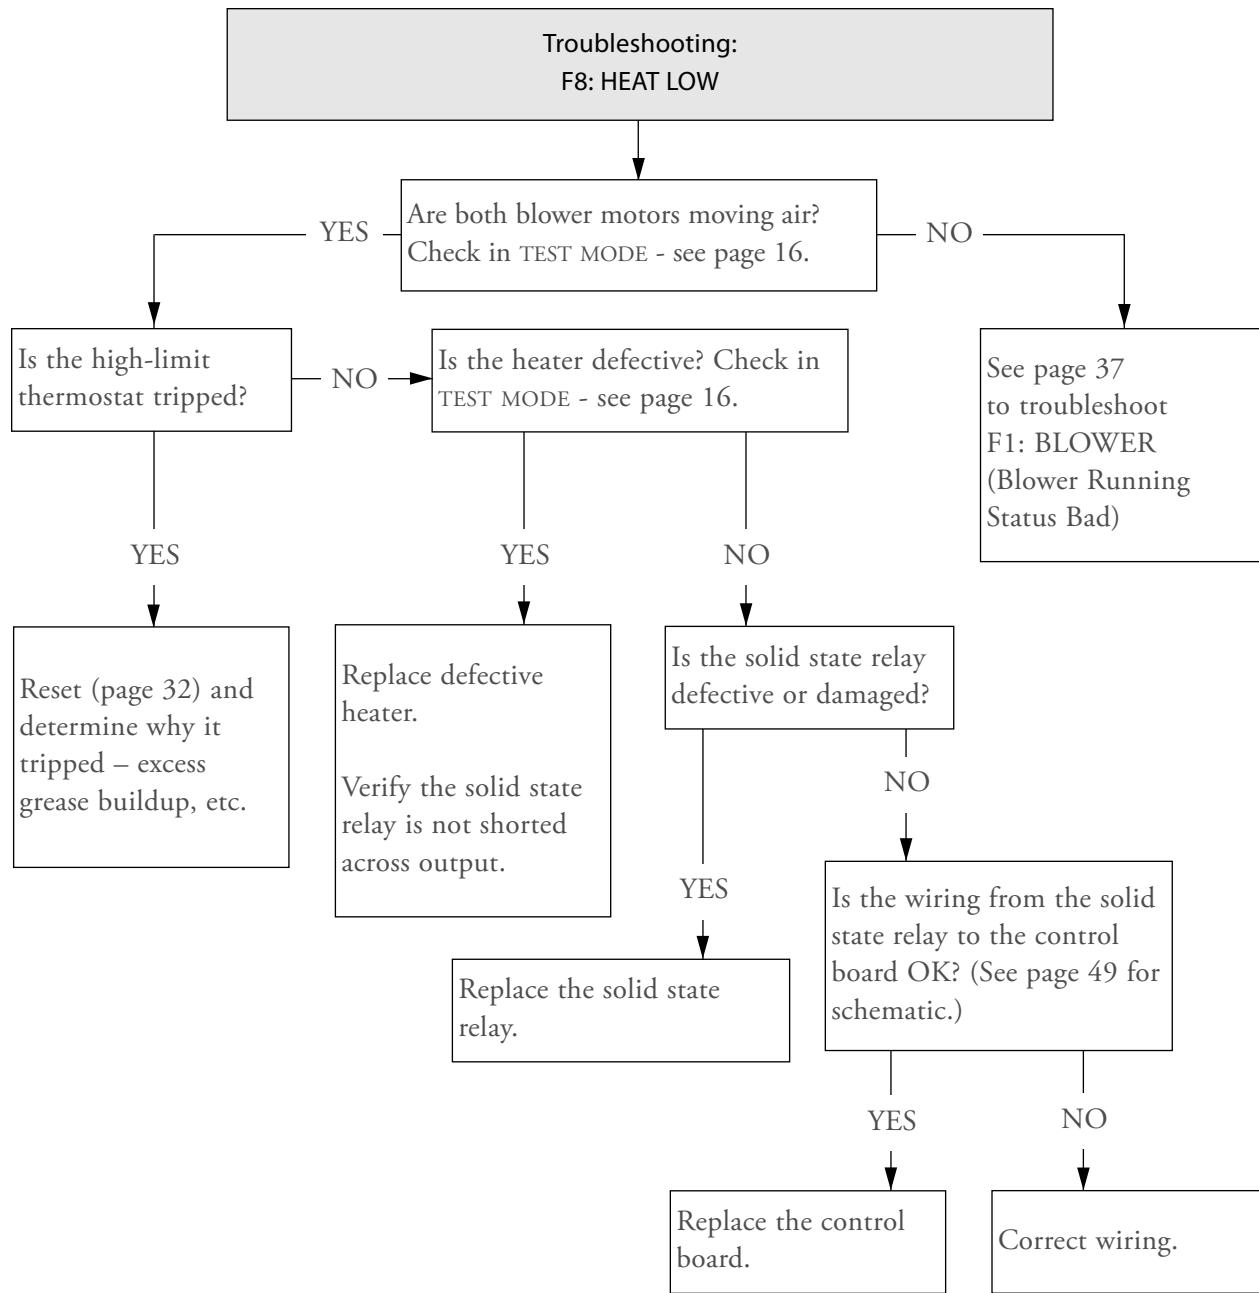 Troubleshooting:
F8: HEAT LOW
Are both blower motors moving air?
Check in TEST MODE - see page 16.
YES
NO
Is the high-limit
thermostat tripped?
NO
Is the heater defective? Check in
TEST MODE - see page 16.
See page 37
to troubleshoot
F1: BLOWER
(Blower Running
Status Bad)
YES
YES
NO
Reset (page 32) and
determine why it
tripped – excess
grease buildup, etc.
Replace defective
heater.
Verify the solid state
relay is not shorted
across output.
Is the solid state relay
defective or damaged?
NO
YES
Is the wiring from the solid
state relay to the control
board OK? (See page 49 for
schematic.)
Replace the solid state
relay.
YES
NO
Replace the control
board.
Correct wiring.